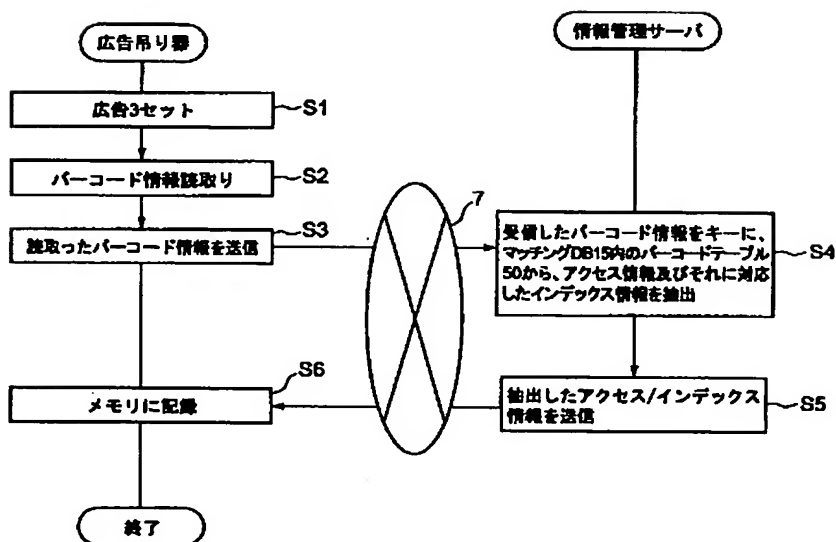 広告吊り器
情報管理サーバ
広告3セット
S1
バーコード情報読取り
S2
読取ったバーコード情報を送信
S3
7
受信したバーコード情報をキーに、
マッチングDB15内のバーコードテーブル
50から、アクセス情報及びそれに対応
したインデックス情報を抽出
S4
メモリに記録
S6
抽出したアクセス/インデックス
情報を送信
S5
終了